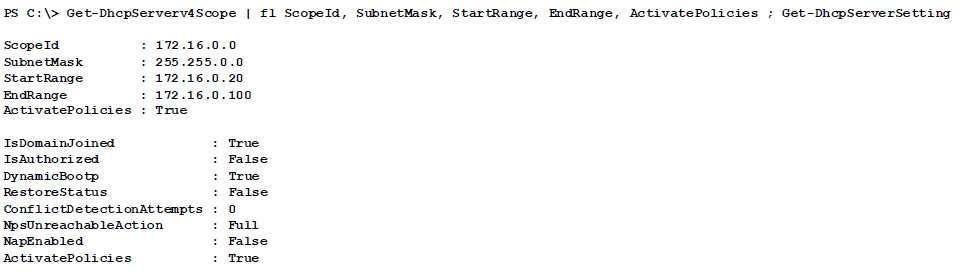 PS C:\> Get-DhcpServerv4Scope | fl ScopeId, SubnetMask, StartRange, EndRange, ActivatePolicies ; Get-DhcpServerSetting
ScopeId : 172.16.0.0
SubnetMask : 255.255.0.0
StartRange : 172.16.0.20
EndRange : 172.16.0.100
ActivatePolicies : True
IsDomainJoined : True
IsAuthorized : False
DynamicBootp : True
RestoreStatus : False
ConflictDetectionAttempts : 0
NpsUnreachableAction : Full
NapEnabled : False
ActivatePolicies : True